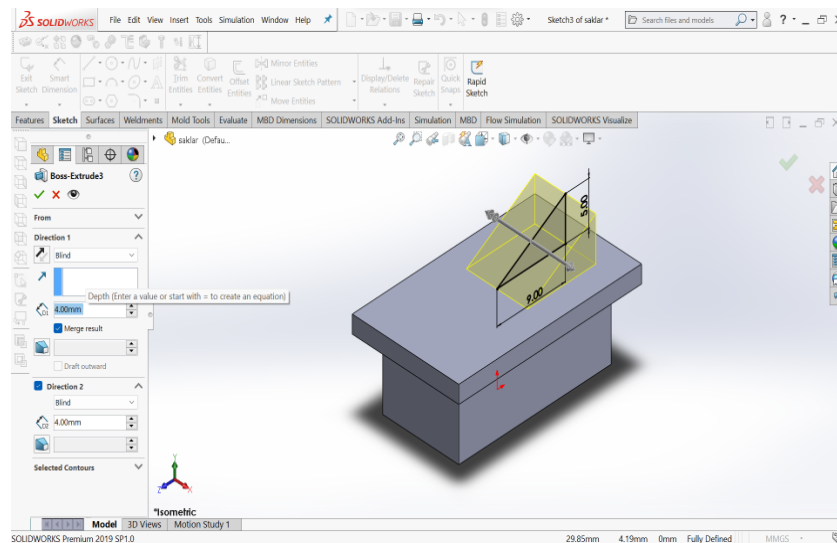 SOLIDWORKS File Edit View Insert Tools Simulation Window Help Sketch3 of saklar * Search files and models
Exit Sketch Smart Dimension Trim Entities Convert Entities Offset Entities Mirror Entities Linear Sketch Pattern Move Entities Display/Delete Relations Repair Sketch Quick Snaps Rapid Sketch
Features Sketch Surfaces Weldments Mold Tools Evaluate MBD Dimensions SOLIDWORKS Add-Ins Simulation MBD Flow Simulation SOLIDWORKS Visualize
saklar (Defau...
Boss-Extrude3
From
Direction 1
Blind
Depth (Enter a value or start with = to create an equation)
D1 4.00mm
Merge result
Draft outward
Direction 2
Blind
D2 4.00mm
Selected Contours
5.00
9.00
Y
Z X
*Isometric
Model 3D Views Motion Study 1
SOLIDWORKS Premium 2019 SP1.0 29.85mm 4.19mm 0mm Fully Defined MMGS